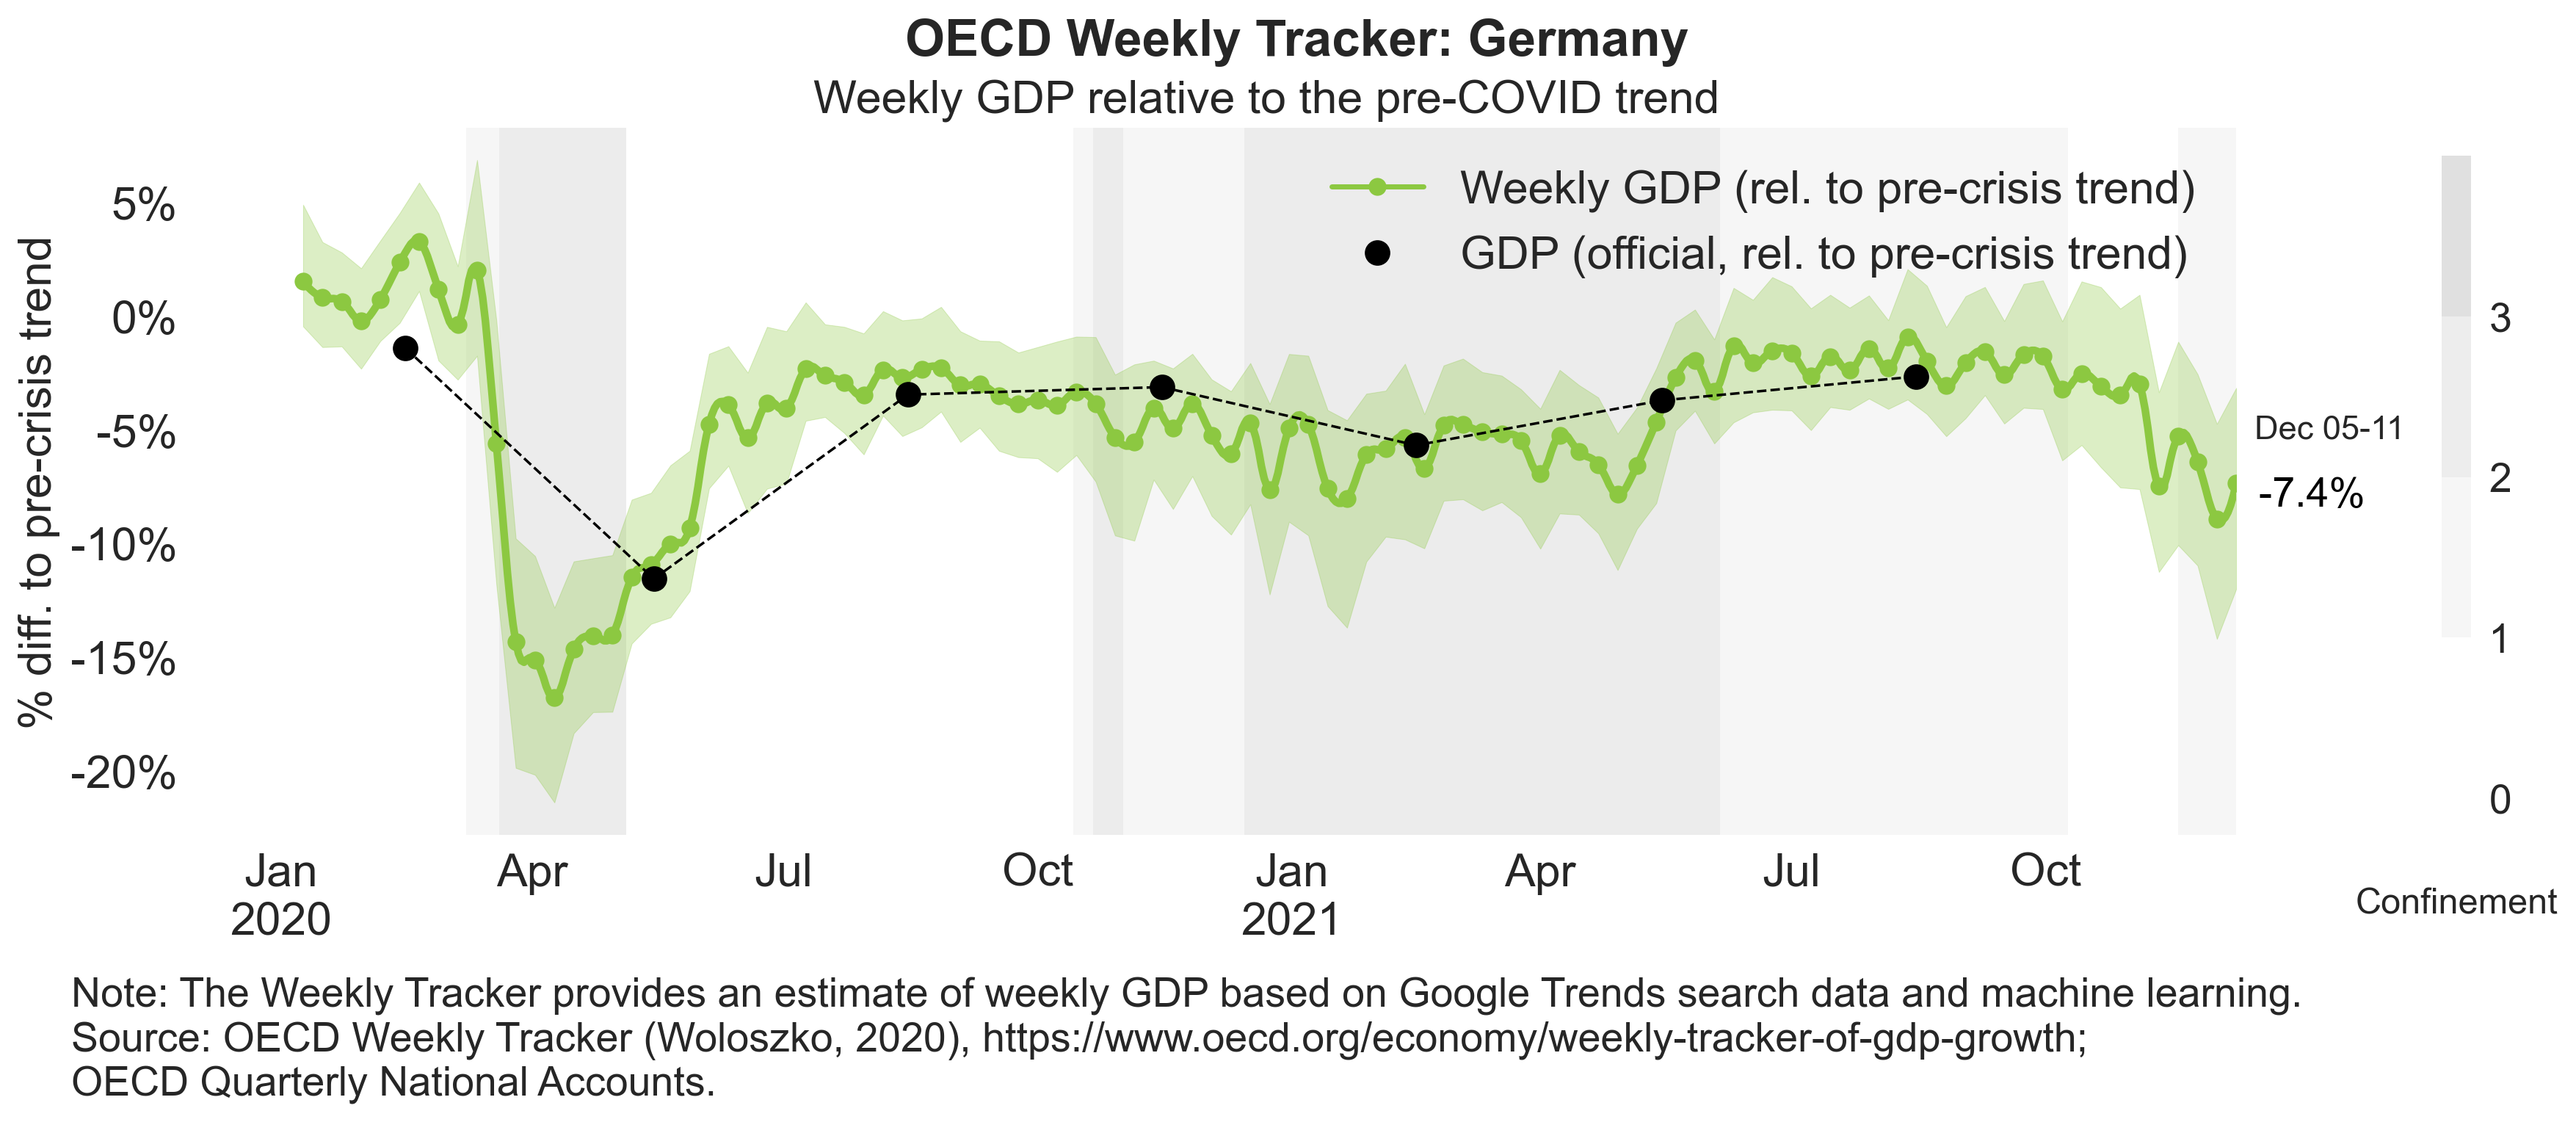 OECD Weekly Tracker: Germany
Weekly GDP relative to the pre-COVID trend
% diff. to pre-crisis trend
5%
0%
-5%
-10%
-15%
-20%
Weekly GDP (rel. to pre-crisis trend)
GDP (official, rel. to pre-crisis trend)
Dec 05-11
-7.4%
3
2
1
0
Confinement
Jan Apr Jul Oct Jan Apr Jul Oct
2020 2021
Note: The Weekly Tracker provides an estimate of weekly GDP based on Google Trends search data and machine learning.
Source: OECD Weekly Tracker (Woloszko, 2020), https://www.oecd.org/economy/weekly-tracker-of-gdp-growth;
OECD Quarterly National Accounts.